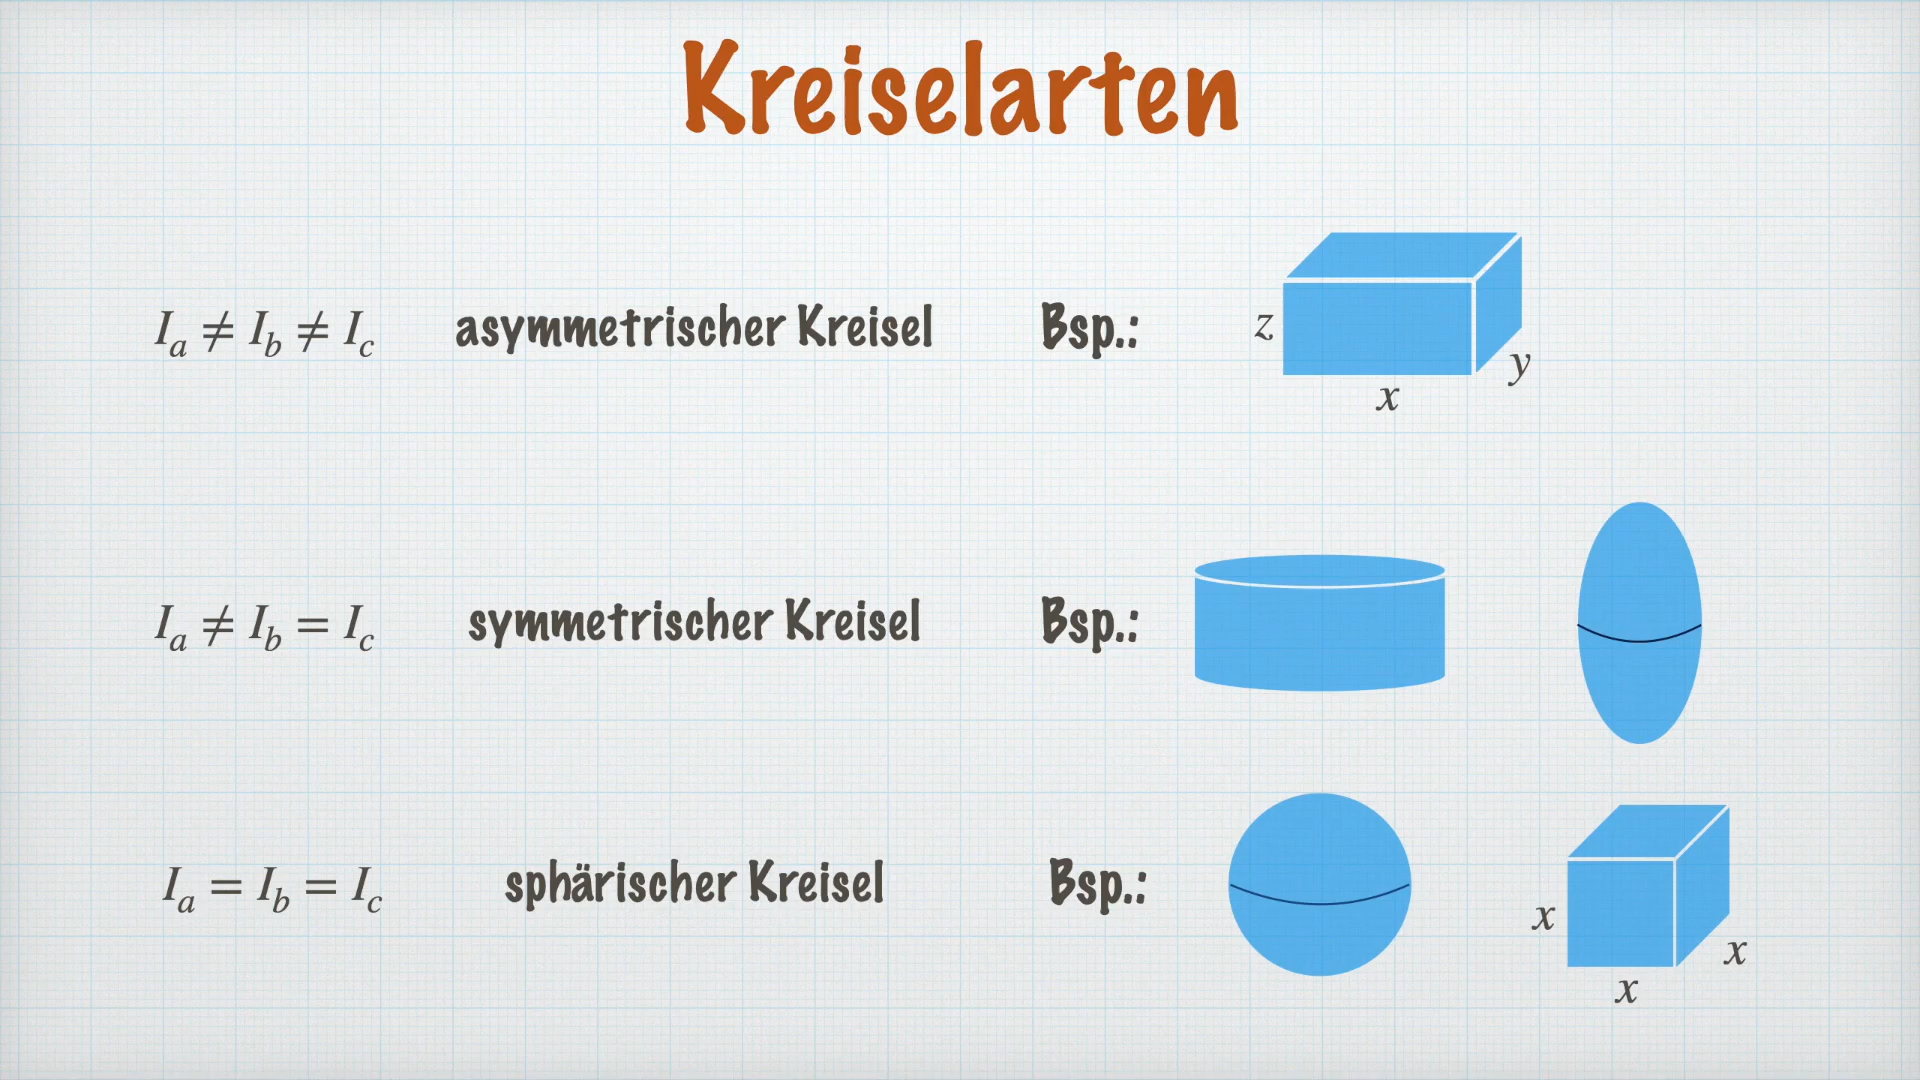 Kreiselarten
I_a ≠ I_b ≠ I_c asymmetrischer Kreisel Bsp.: z x y
I_a ≠ I_b = I_c symmetrischer Kreisel Bsp.:
I_a = I_b = I_c sphärischer Kreisel Bsp.: x x x